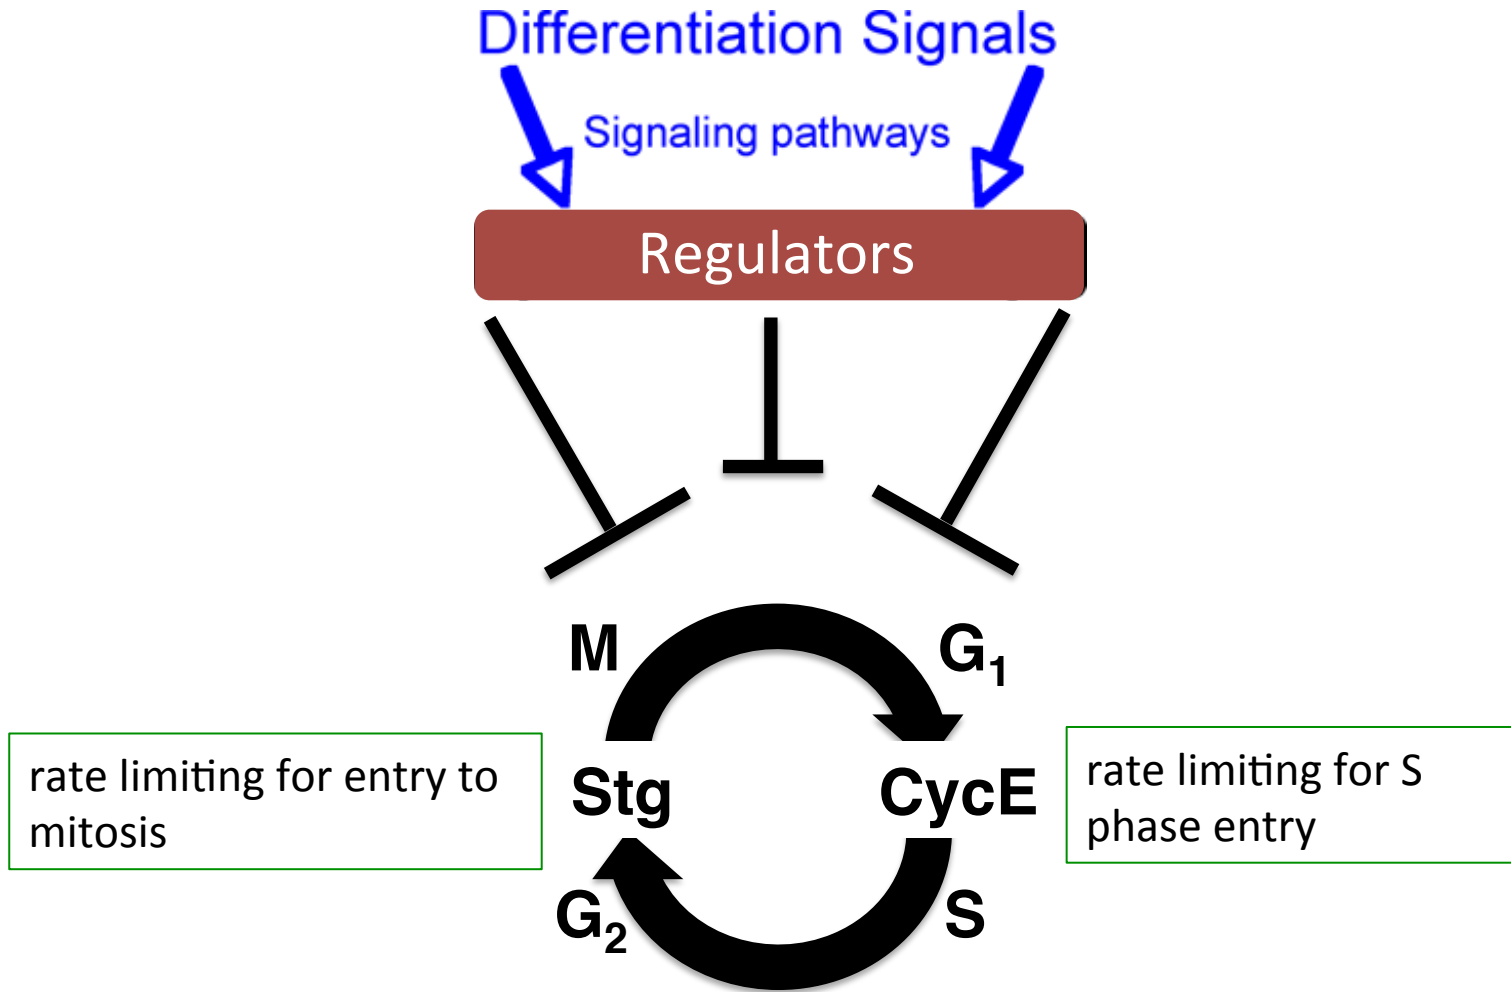 Differentiation Signals
Signaling pathways
Regulators
M
G₁
rate limiting for entry to
mitosis
Stg
CycE
rate limiting for S
phase entry
G₂
S